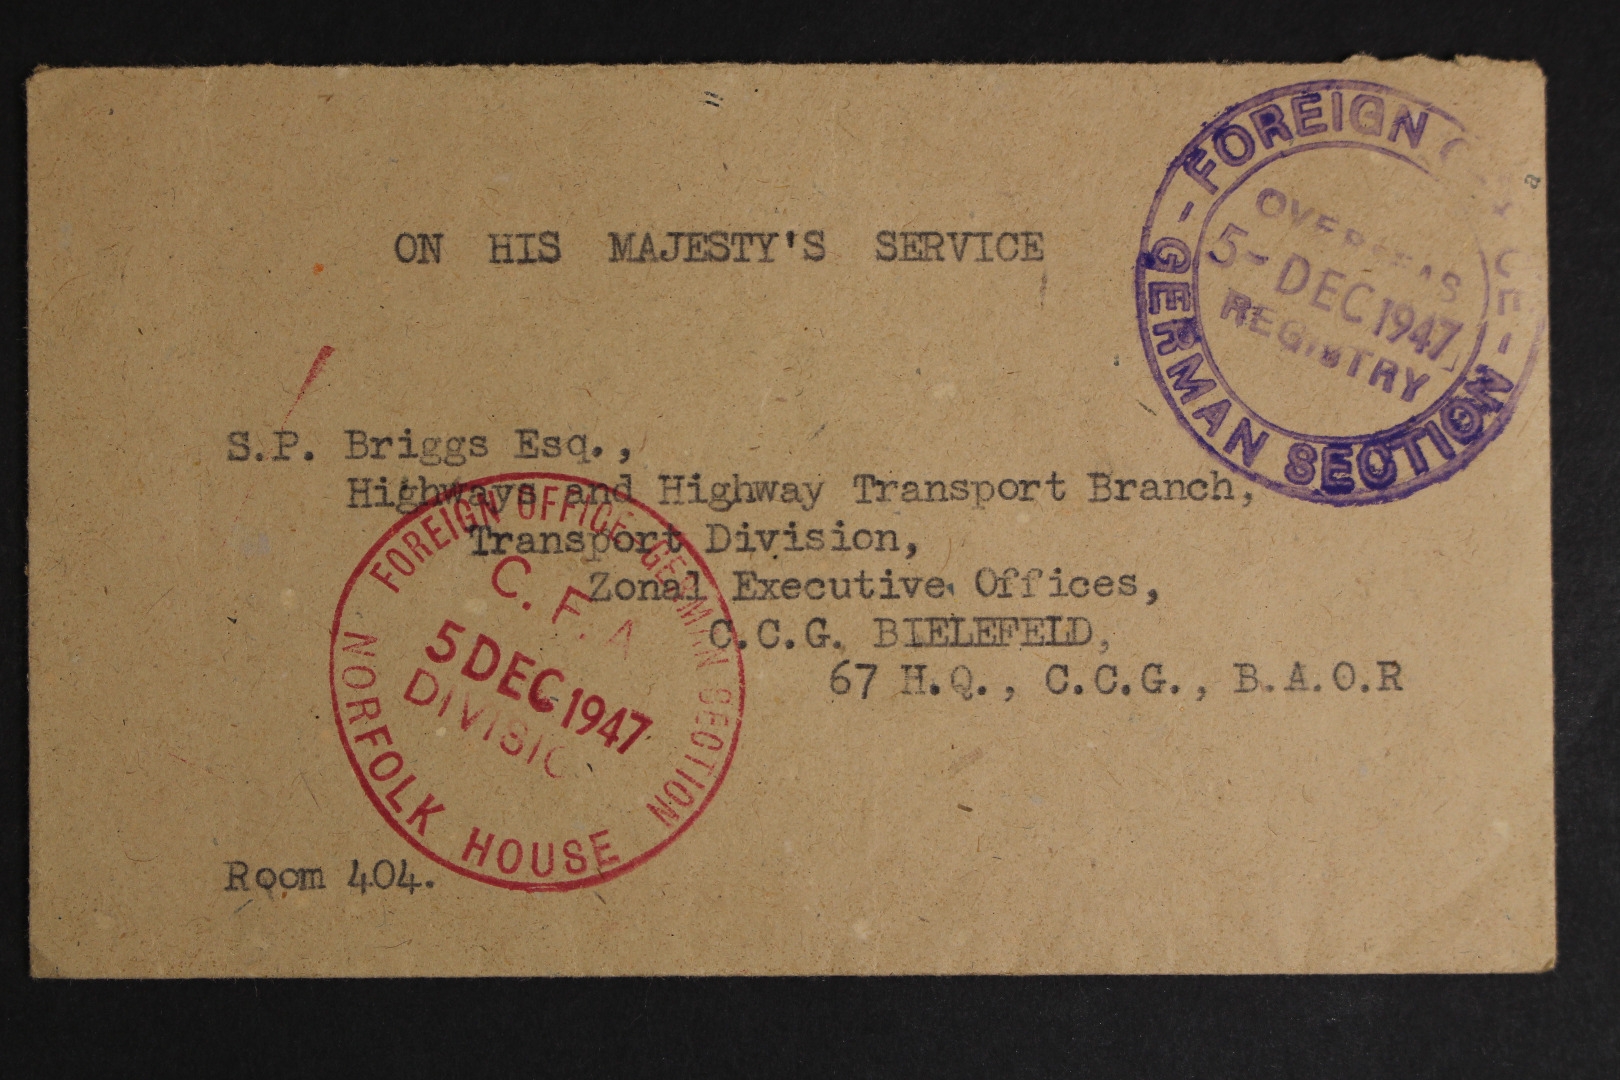 ON HIS MAJESTY'S SERVICE
FOREIGN
OVERSEAS
5-DEC 1947
REGISTRY
-GERMAN SECTION-
S.P. Briggs Esq.,
Highways and Highway Transport Branch,
Transport Division,
Zonal Executive Offices,
C.C.G. BIELEFELD,
67 H.Q., C.C.G., B.A.O.R
FOREIGN OFFICE-GERMAN SECTION
C. F. A
5 DEC 1947
DIVISIO
NORFOLK HOUSE
Room 404.